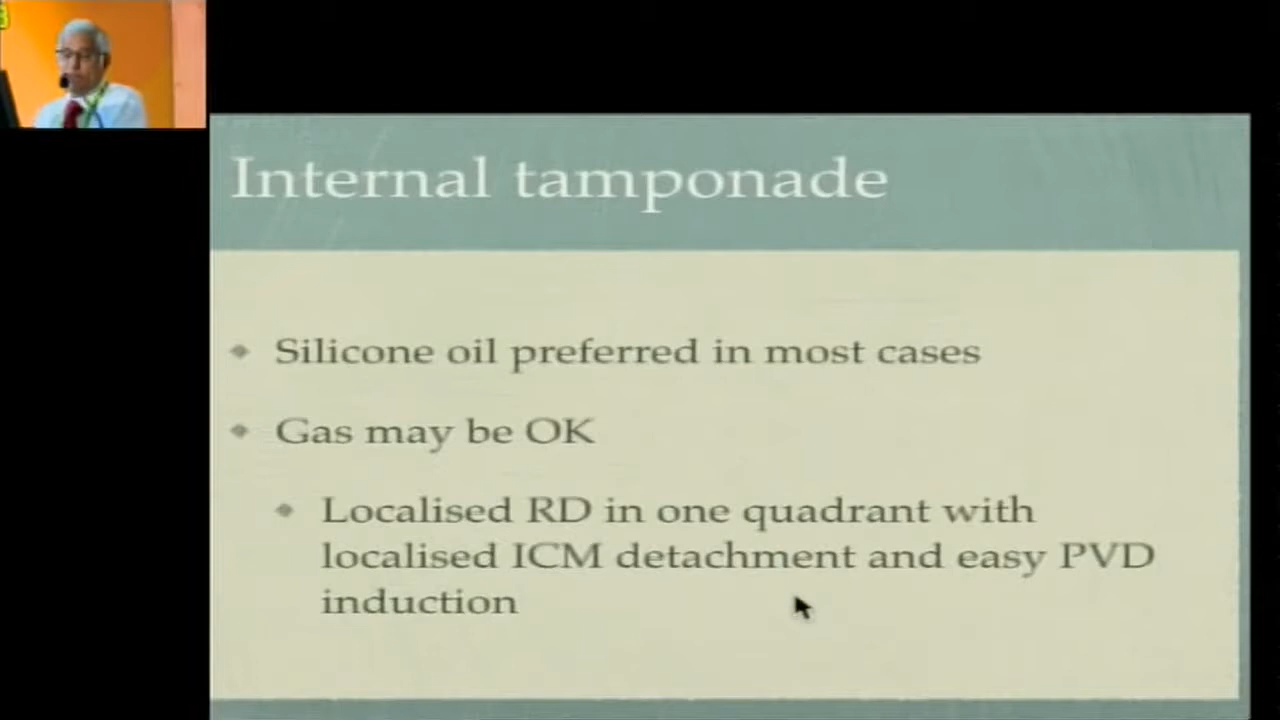 Internal tamponade
Silicone oil preferred in most cases
Gas may be OK
Localised RD in one quadrant with
localised ICM detachment and easy PVD
induction